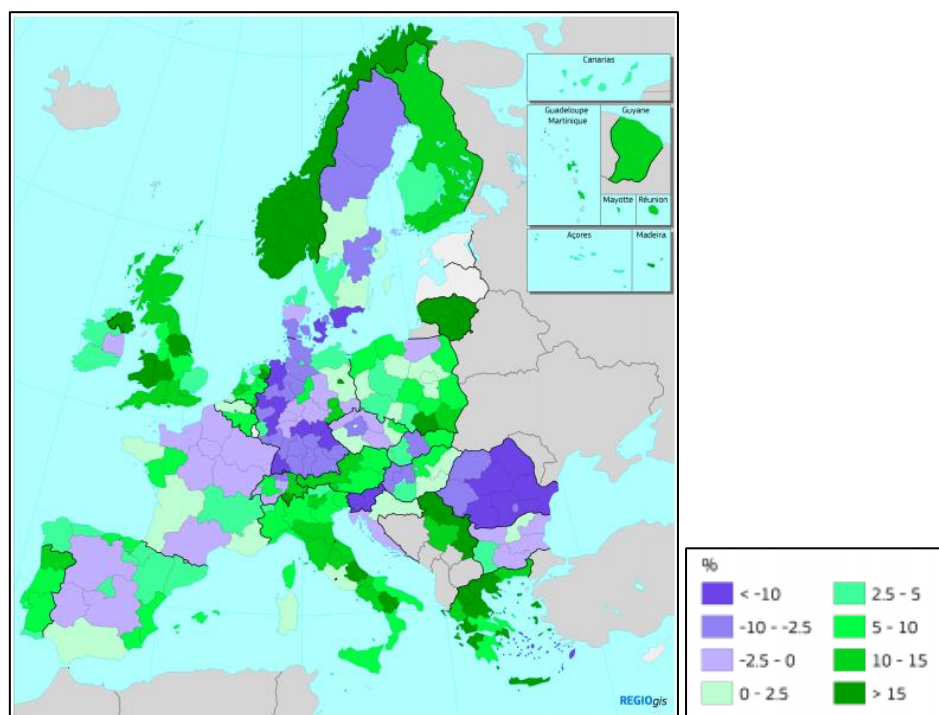 Canarias
Guadeloupe
Martinique
Guyane
Mayotte
Réunion
Açores
Madeira
REGIOgis
%
< -10
-10 - -2.5
-2.5 - 0
0 - 2.5
2.5 - 5
5 - 10
10 - 15
> 15